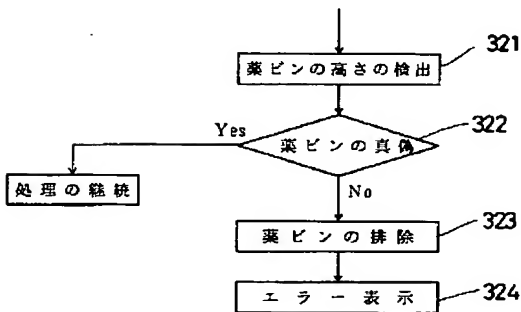 321
薬ビンの高さの検出
322
Yes
薬ビンの真偽
処理の継続
No
323
薬ビンの排除
324
エラー表示